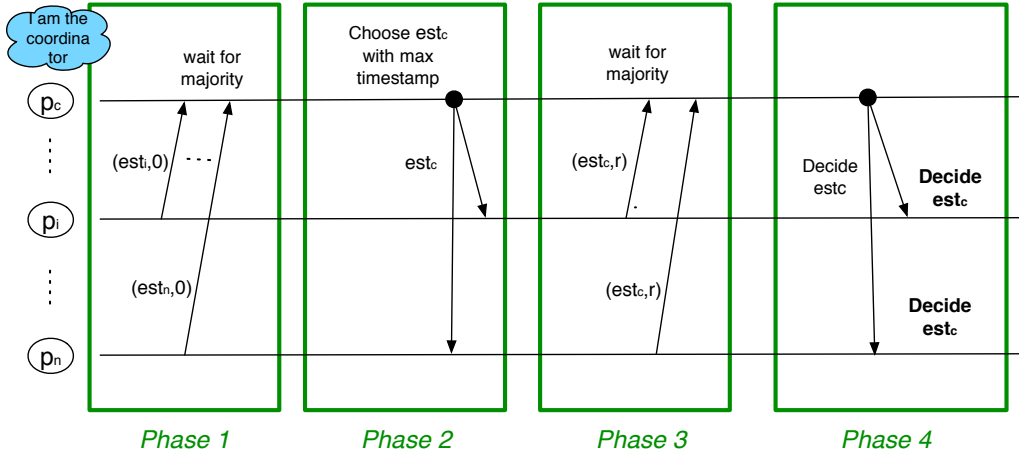 I am the
coordina
tor
wait for
majority
Choose estc
with max
timestamp
wait for
majority
pc
(esti,0)
estc
(estc,r)
Decide
estc
Decide
estc
pi
(estn,0)
(estc,r)
Decide
estc
pn
Phase 1
Phase 2
Phase 3
Phase 4